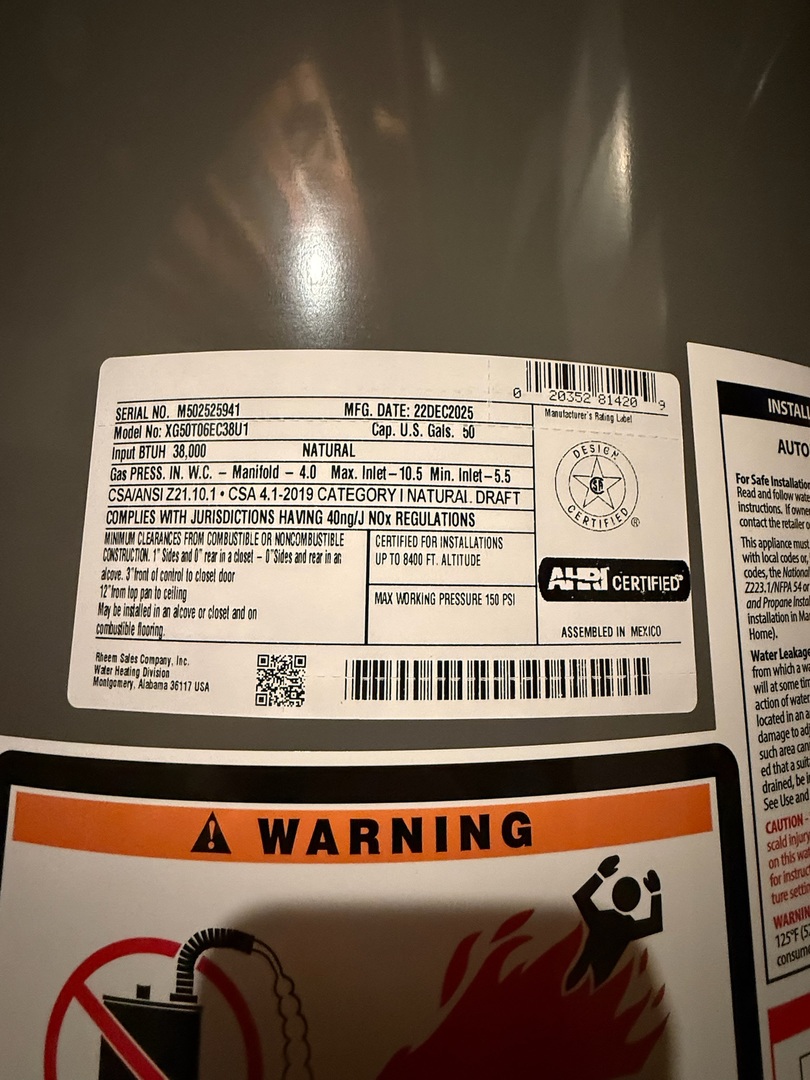 SERIAL NO. M502525941 MFG. DATE: 22DEC2025
Model No: XG50T06EC38U1 Cap. U.S. Gals. 50
Input BTUH 38,000 NATURAL
Gas PRESS. IN. W.C. – Manifold – 4.0 Max. Inlet–10.5 Min. Inlet–5.5
CSA/ANSI Z21.10.1 • CSA 4.1-2019 CATEGORY I NATURAL DRAFT
COMPLIES WITH JURISDICTIONS HAVING 40ng/J NOx REGULATIONS
MINIMUM CLEARANCES FROM COMBUSTIBLE OR NONCOMBUSTIBLE
CONSTRUCTION. 1" Sides and 0" rear in a closet – 0"Sides and rear in an
alcove. 3"front of control to closet door
12"from top pan to ceiling
May be installed in an alcove or closet and on
combustible flooring.
CERTIFIED FOR INSTALLATIONS
UP TO 8400 FT. ALTITUDE
MAX WORKING PRESSURE 150 PSI
0 20352 81420 9
Manufacturer's Rating Label
DESIGN
CERTIFIED ®
AHRI CERTIFIED®
ASSEMBLED IN MEXICO
Rheem Sales Company, Inc.
Water Heating Division
Montgomery, Alabama 36117 USA
WARNING
INSTALL
AUTO
For Safe Installation
Read and follow wate
instructions. If owne
contact the retailer o
This appliance must
with local codes or,
codes, the National
Z223.1/NFPA 54 or
and Propane Insta
installation in Ma
Home).
Water Leakage
from which a wa
will at some tim
action of water
located in an a
damage to adj
such area can
ed that a suit
drained, be i
See Use and
CAUTION -
scald injury
on this wat
for instruct
ture settin
WARNIN
125°F (5
consume